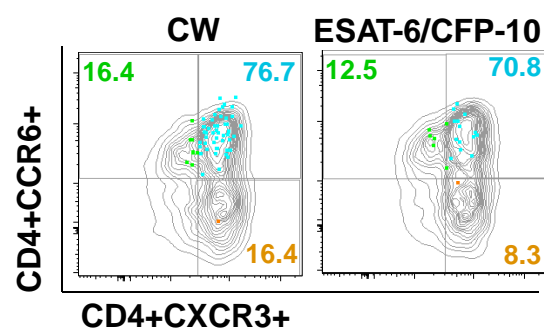 CW ESAT-6/CFP-10
16.4 76.7 12.5 70.8
CD4+CCR6+
16.4 8.3
CD4+CXCR3+